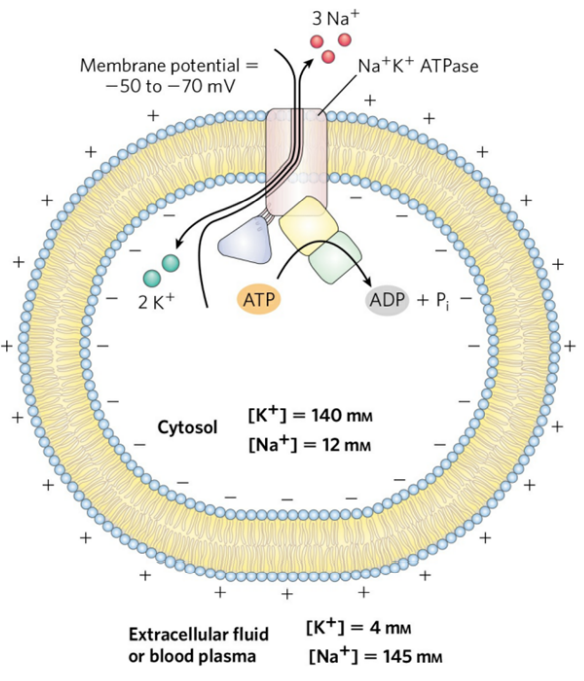 3 Na⁺
Membrane potential =
−50 to −70 mV
Na⁺K⁺ ATPase
2 K⁺
ATP
ADP + Pᵢ
Cytosol
[K⁺] = 140 mM
[Na⁺] = 12 mM
Extracellular fluid
or blood plasma
[K⁺] = 4 mM
[Na⁺] = 145 mM